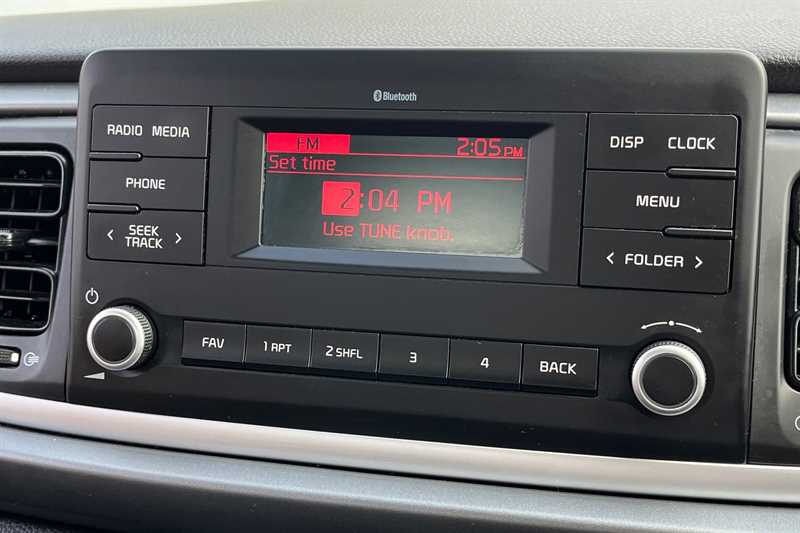 Bluetooth
RADIO MEDIA
PHONE
< SEEK TRACK >
FM 2:05 PM
Set time
2:04 PM
Use TUNE knob.
DISP CLOCK
MENU
< FOLDER >
FAV
1 RPT
2 SHFL
3
4
BACK